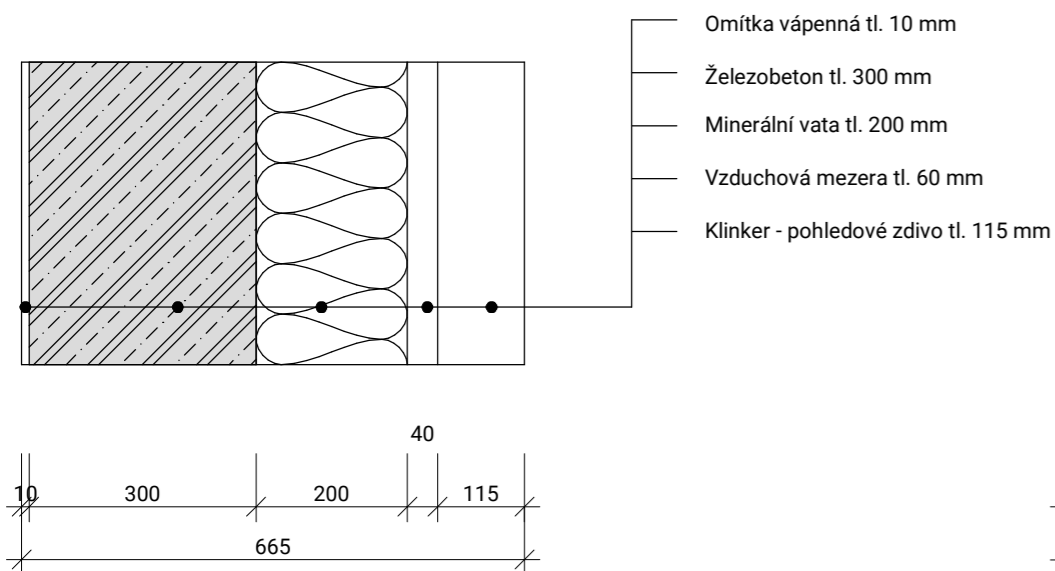 Omítka vápenná tl. 10 mm
Železobeton tl. 300 mm
Minerální vata tl. 200 mm
Vzduchová mezera tl. 60 mm
Klinker - pohledové zdivo tl. 115 mm
40
10 300 200 115
665